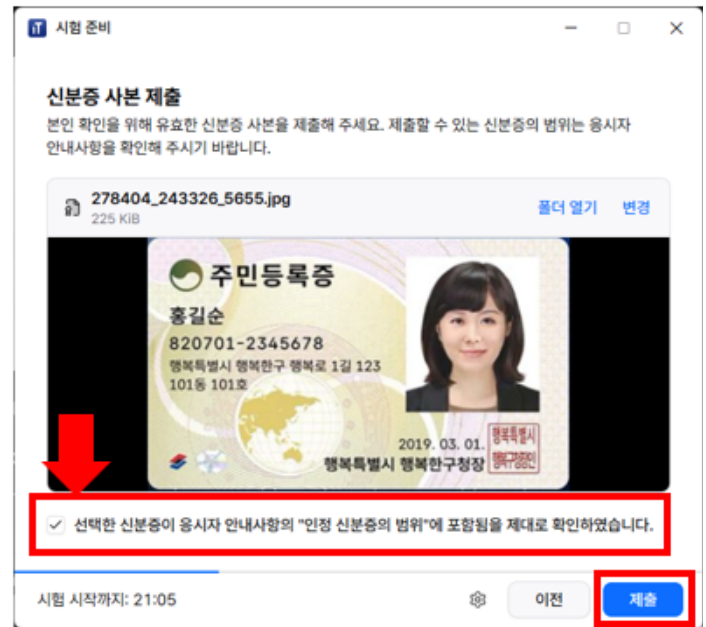 시험 준비
신분증 사본 제출
본인 확인을 위해 유효한 신분증 사본을 제출해 주세요. 제출할 수 있는 신분증의 범위는 응시자
안내사항을 확인해 주시기 바랍니다.
278404_243326_5655.jpg
225 KiB
폴더 열기 변경
주민등록증
홍길순
820701-2345678
행복특별시 행복한구 행복로 1길 123
101동 101호
2019. 03. 01.
행복특별시 행복한구청장
선택한 신분증이 응시자 안내사항의 "인정 신분증의 범위"에 포함됨을 제대로 확인하였습니다.
시험 시작까지: 21:05
이전
제출